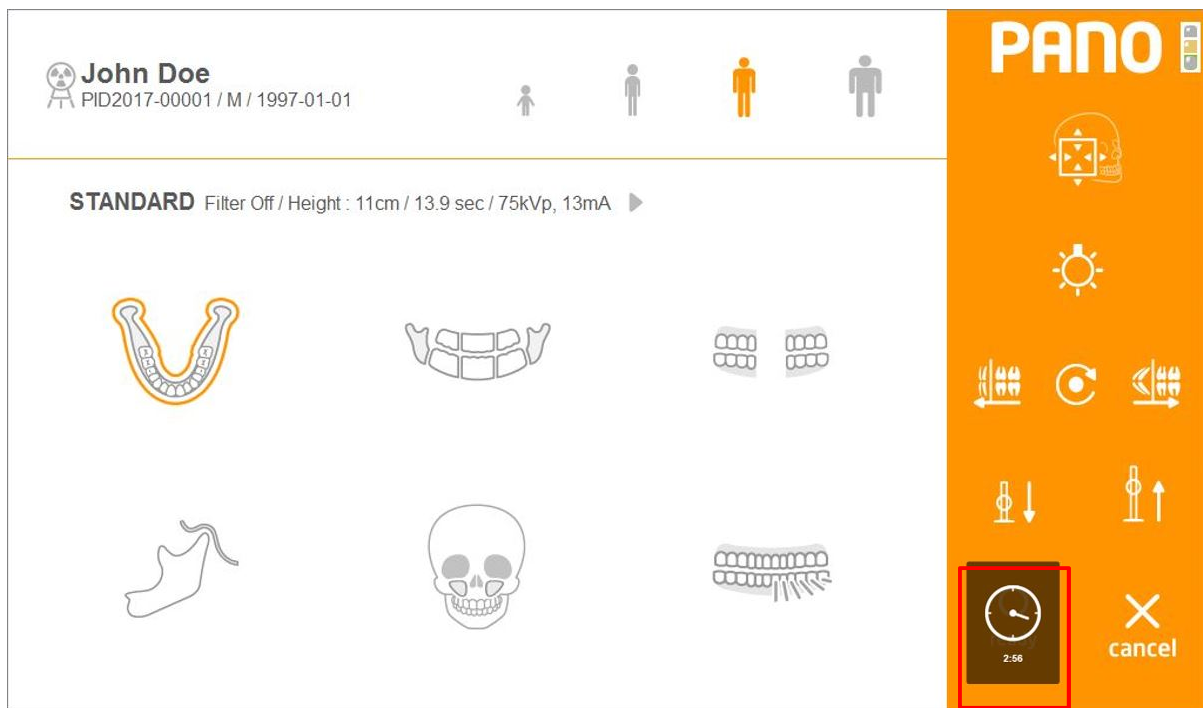 John Doe
PID2017-00001 / M / 1997-01-01
PANO
STANDARD Filter Off / Height : 11cm / 13.9 sec / 75kVp, 13mA
2:56
cancel